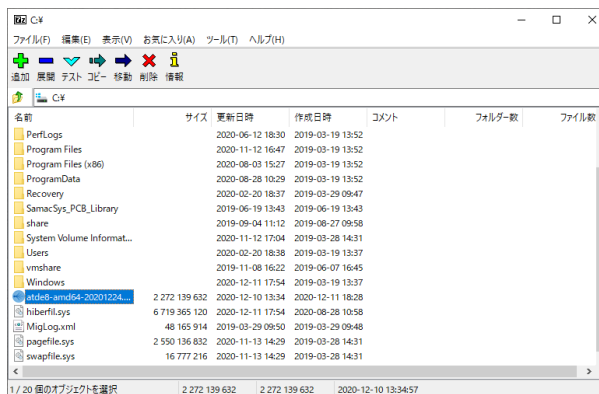 7z C:¥
ファイル(F) 編集(E) 表示(V) お気に入り(A) ツール(T) ヘルプ(H)
追加 展開 テスト コピー 移動 削除 情報
C:¥
名前 サイズ 更新日時 作成日時 コメント フォルダー数 ファイル数
PerfLogs 2020-06-12 18:30 2019-03-19 13:52
Program Files 2020-11-12 16:47 2019-03-19 13:52
Program Files (x86) 2020-08-03 15:27 2019-03-19 13:52
ProgramData 2020-08-28 10:29 2019-03-19 13:52
Recovery 2020-02-20 18:37 2019-03-29 09:47
SamacSys_PCB_Library 2019-06-19 13:43 2019-06-19 13:43
share 2019-09-04 11:12 2019-08-27 09:58
System Volume Informat... 2020-11-12 17:04 2019-03-28 14:31
Users 2020-02-20 18:38 2019-03-19 13:37
vmshare 2019-11-08 16:22 2019-06-07 16:45
Windows 2020-12-11 17:54 2019-03-19 13:37
atde8-amd64-20201224.... 2 272 139 632 2020-12-10 13:34 2020-12-11 18:28
hiberfil.sys 6 719 365 120 2020-12-11 17:54 2020-08-28 10:58
MigLog.xml 48 165 914 2019-03-29 09:50 2019-03-29 09:48
pagefile.sys 2 550 136 832 2020-11-13 14:29 2019-03-28 14:31
swapfile.sys 16 777 216 2020-11-13 14:29 2019-03-28 14:31
1 / 20 個のオブジェクトを選択 2 272 139 632 2 272 139 632 2020-12-10 13:34:57